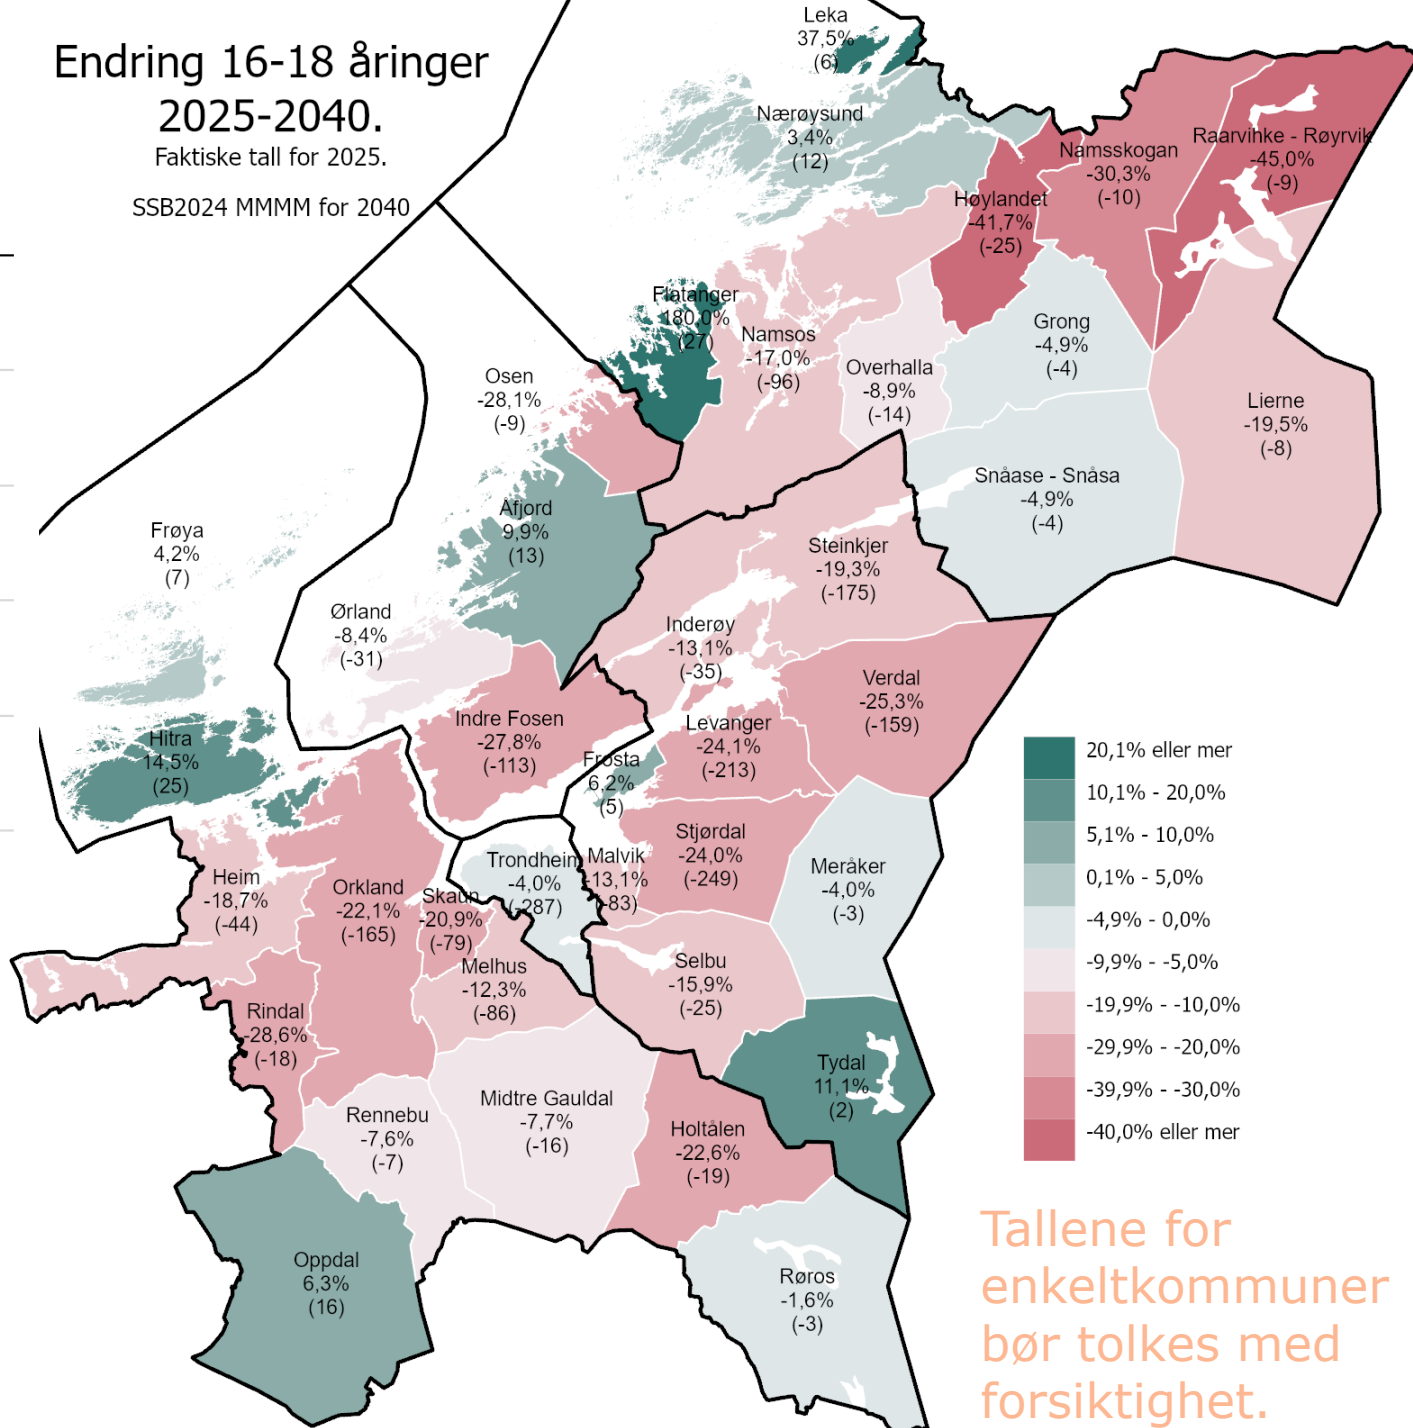 Endring 16-18 åringer
2025-2040.
Faktiske tall for 2025.
SSB2024 MMMM for 2040
Leka
37,5%
(6)
Nærøysund
3,4%
(12)
Namsskogan
-30,3%
(-10)
Raarvihke - Røyrvik
-45,0%
(-9)
Høylandet
-41,7%
(-25)
Flatanger
180,0%
(27)
Namsos
-17,0%
(-96)
Grong
-4,9%
(-4)
Overhalla
-8,9%
(-14)
Osen
-28,1%
(-9)
Lierne
-19,5%
(-8)
Snåase - Snåsa
-4,9%
(-4)
Åfjord
9,9%
(13)
Frøya
4,2%
(7)
Steinkjer
-19,3%
(-175)
Ørland
-8,4%
(-31)
Inderøy
-13,1%
(-35)
Verdal
-25,3%
(-159)
Indre Fosen
-27,8%
(-113)
Levanger
-24,1%
(-213)
Hitra
14,5%
(25)
Frosta
6,2%
(5)
Stjørdal
-24,0%
(-249)
Trondheim
-4,0%
(-287)
Malvik
-13,1%
(-83)
Meråker
-4,0%
(-3)
Heim
-18,7%
(-44)
Orkland
-22,1%
(-165)
Skaun
-20,9%
(-79)
Melhus
-12,3%
(-86)
Selbu
-15,9%
(-25)
Rindal
-28,6%
(-18)
Tydal
11,1%
(2)
Midtre Gauldal
-7,7%
(-16)
Rennebu
-7,6%
(-7)
Holtålen
-22,6%
(-19)
Oppdal
6,3%
(16)
Røros
-1,6%
(-3)
20,1% eller mer
10,1% - 20,0%
5,1% - 10,0%
0,1% - 5,0%
-4,9% - 0,0%
-9,9% - -5,0%
-19,9% - -10,0%
-29,9% - -20,0%
-39,9% - -30,0%
-40,0% eller mer
Tallene for
enkeltkommuner
bør tolkes med
forsiktighet.